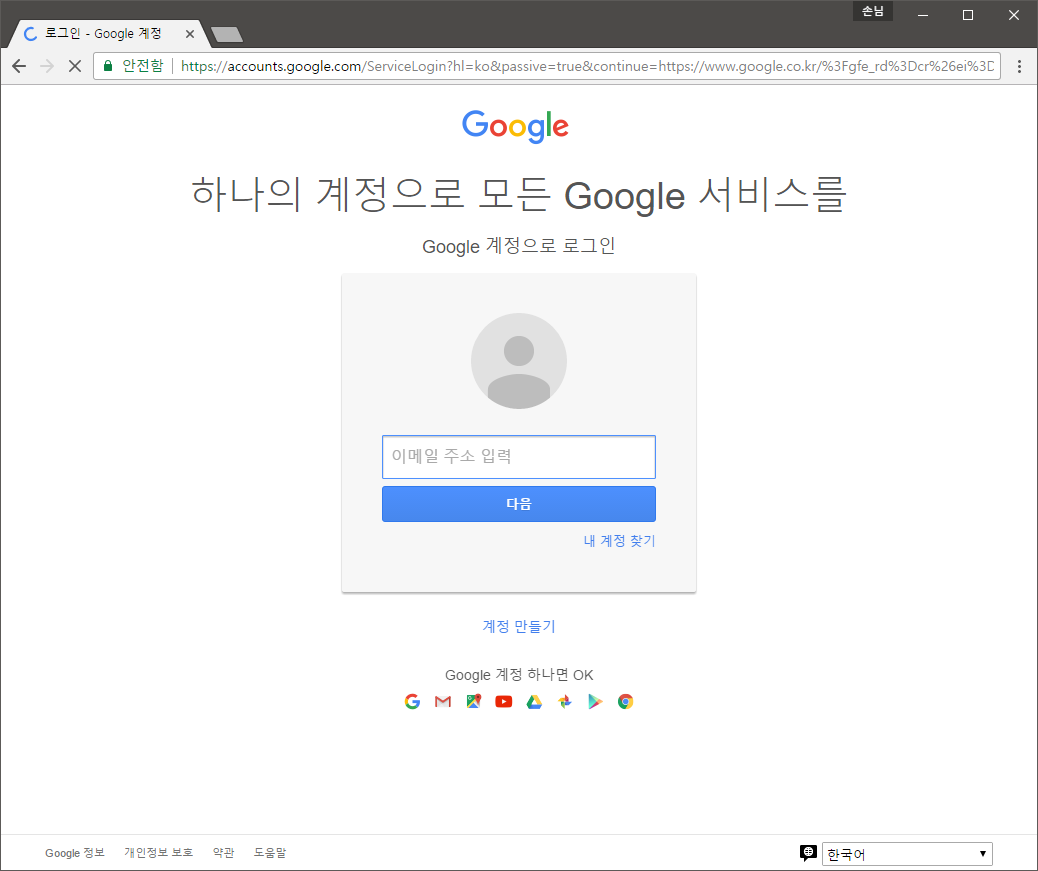 손님
로그인 - Google 계정
안전함 | https://accounts.google.com/ServiceLogin?hl=ko&passive=true&continue=https://www.google.co.kr/%3Fgfe_rd%3Dcr%26ei%3D
Google
하나의 계정으로 모든 Google 서비스를
Google 계정으로 로그인
이메일 주소 입력
다음
내 계정 찾기
계정 만들기
Google 계정 하나면 OK
Google 정보 개인정보 보호 약관 도움말 한국어